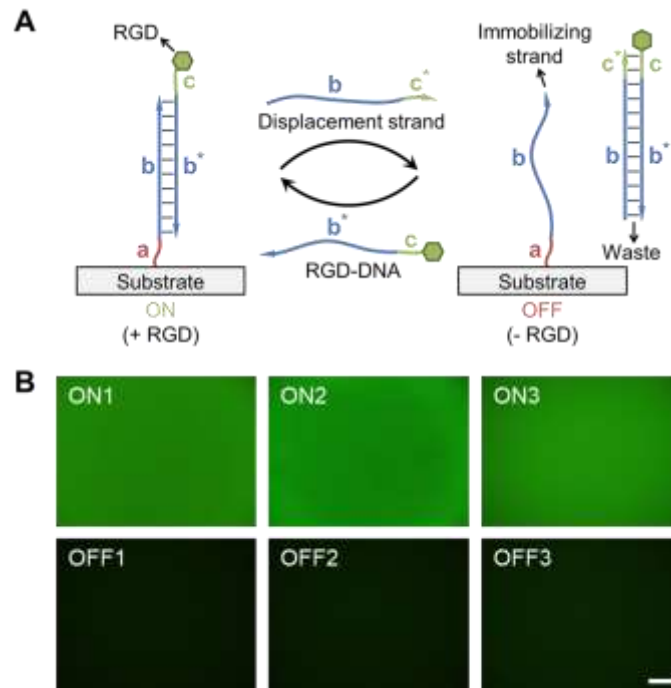 A
RGD
c
b
b*
a
Substrate
ON
(+ RGD)
b
c*
Displacement strand
b*
c
RGD-DNA
Immobilizing
strand
b
a
Substrate
OFF
(- RGD)
c*
c
b
b*
Waste
B
ON1
ON2
ON3
OFF1
OFF2
OFF3